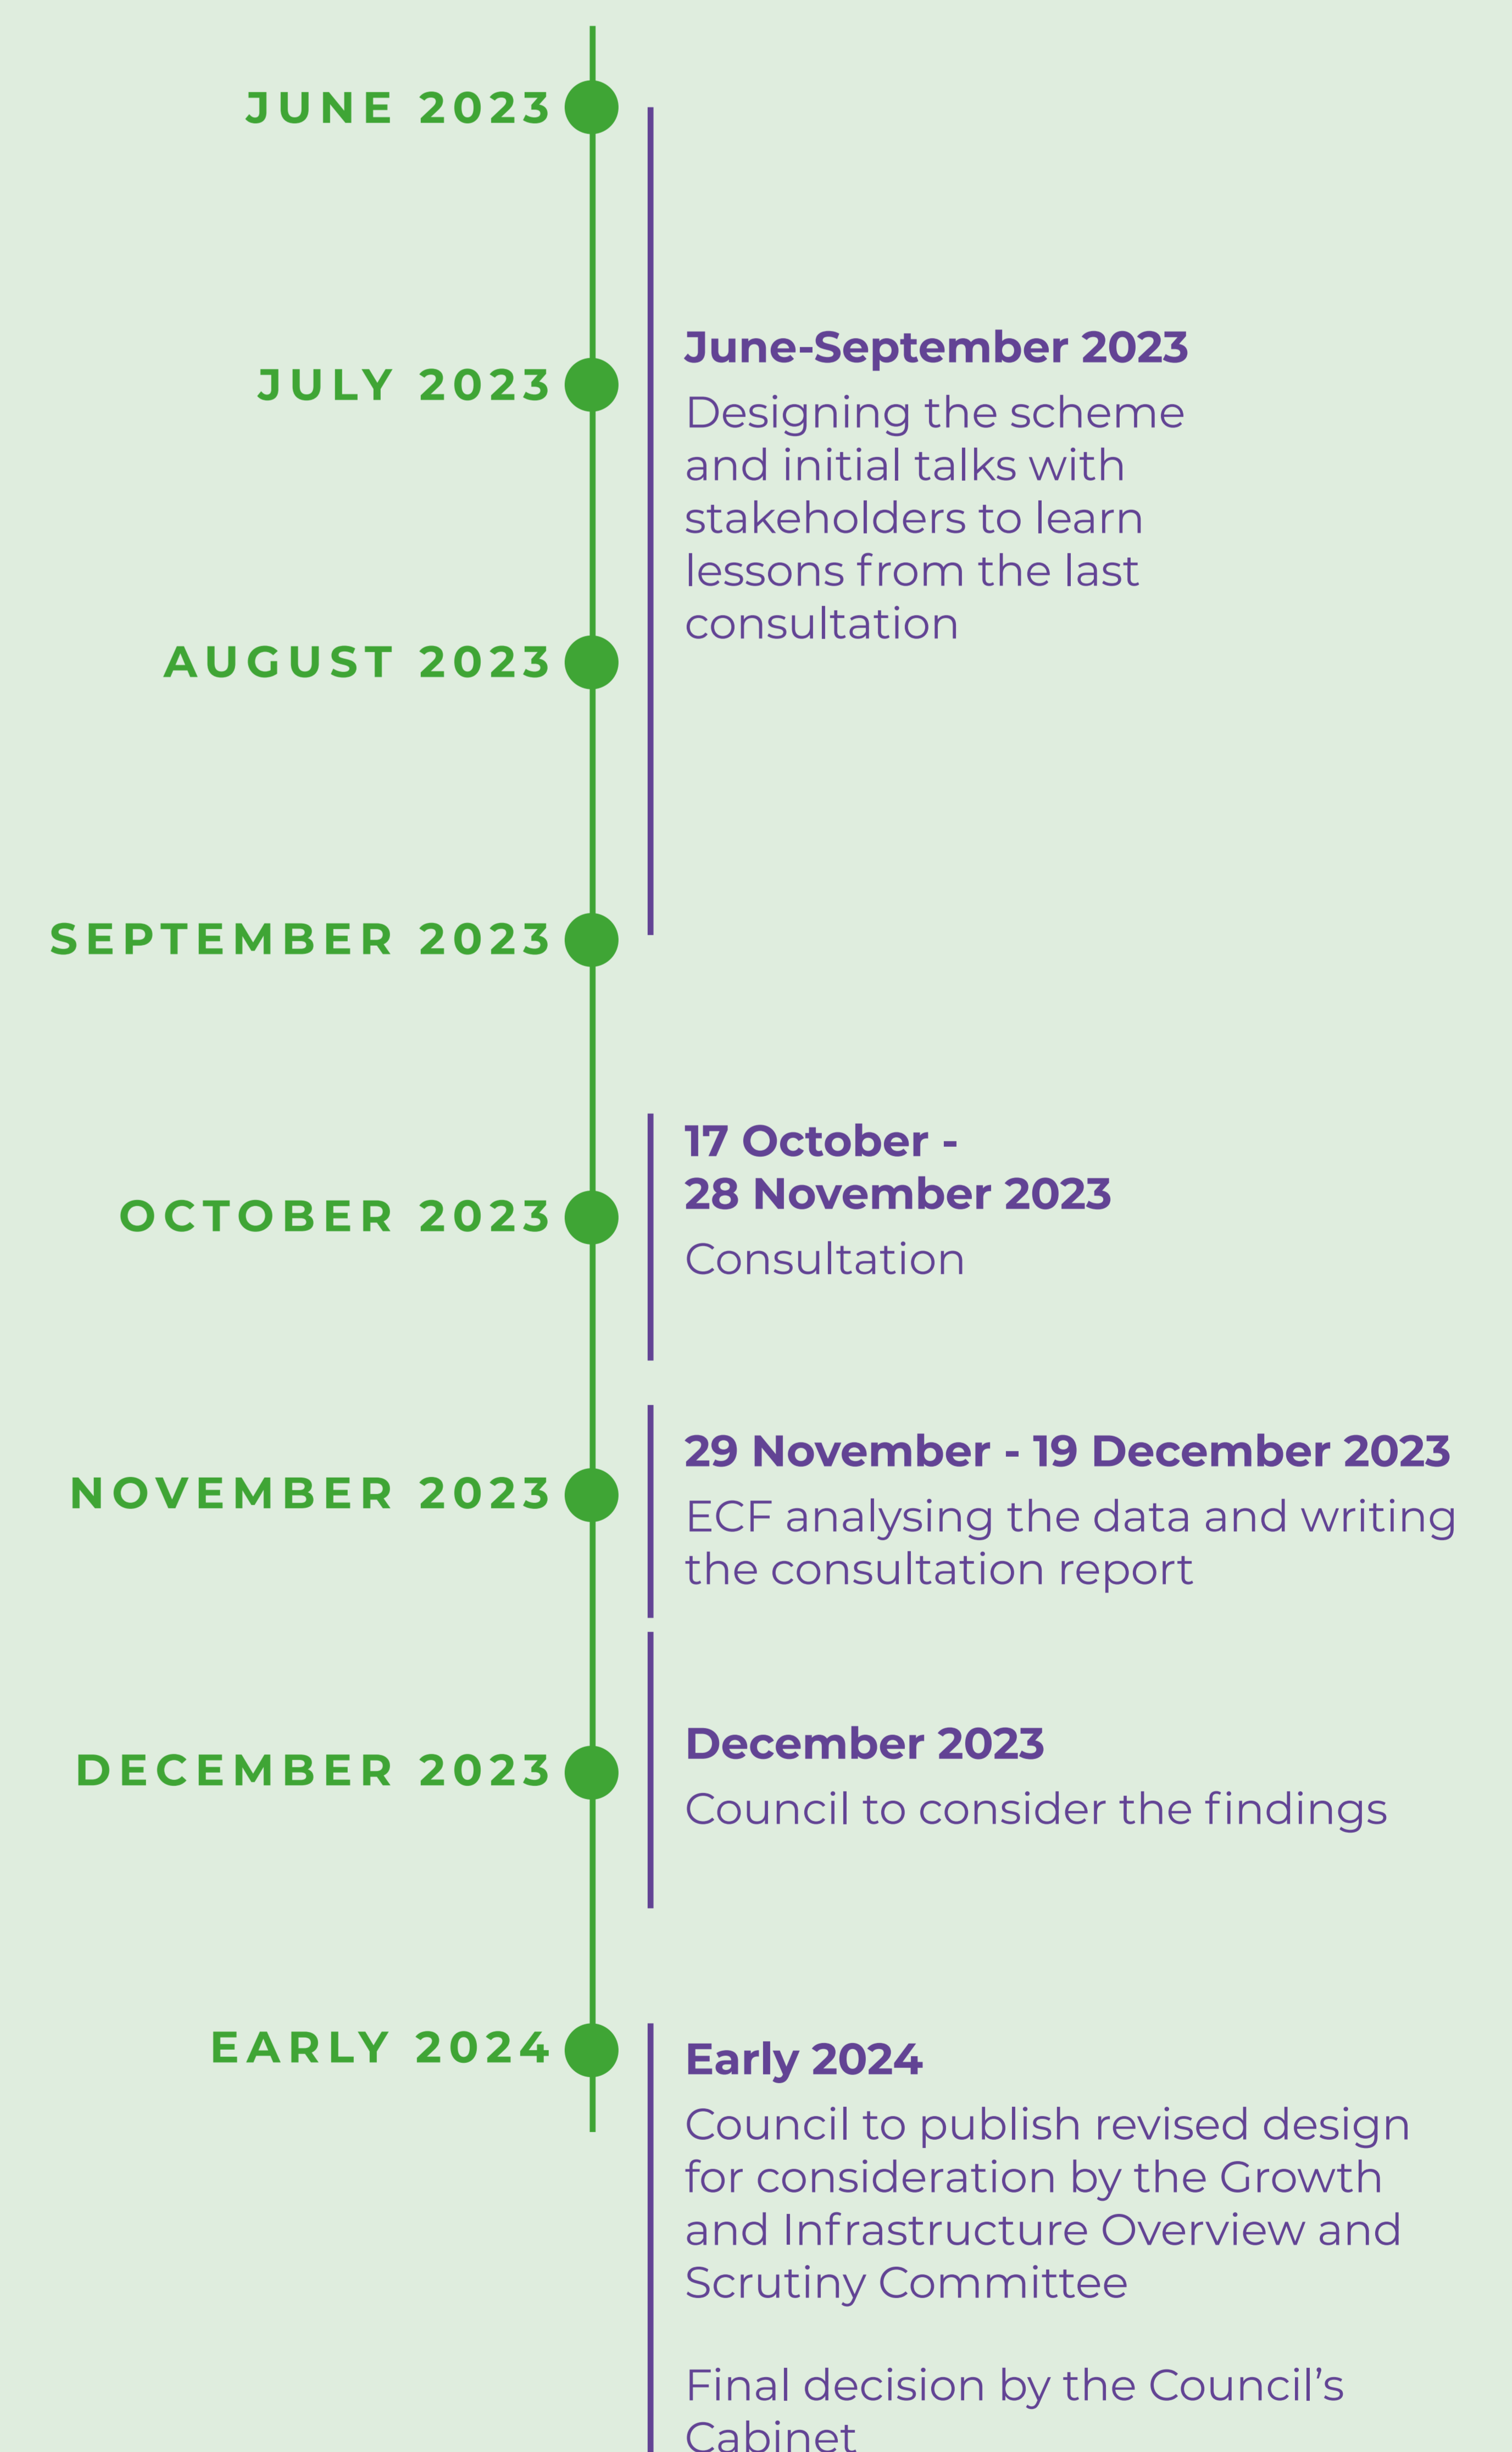 JUNE 2023
June-September 2023
JULY 2023
Designing the scheme
and initial talks with
stakeholders to learn
lessons from the last
consultation
AUGUST 2023
SEPTEMBER 2023
17 October -
28 November 2023
OCTOBER 2023
Consultation
29 November - 19 December 2023
NOVEMBER 2023
ECF analysing the data and writing
the consultation report
December 2023
DECEMBER 2023
Council to consider the findings
EARLY 2024
Early 2024
Council to publish revised design
for consideration by the Growth
and Infrastructure Overview and
Scrutiny Committee
Final decision by the Council’s
Cabinet